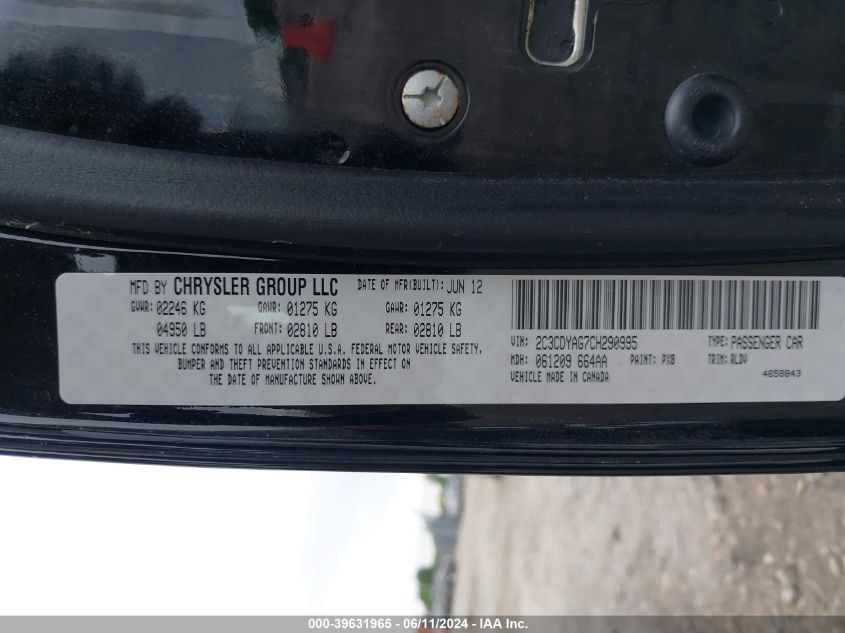 MFD BY CHRYSLER GROUP LLC DATE OF MFR(BUILT): JUN 12
GVWR: 02246 KG GAWR: 01275 KG GAWR: 01275 KG
04950 LB FRONT: 02810 LB REAR: 02810 LB
THIS VEHICLE CONFORMS TO ALL APPLICABLE U.S.A. FEDERAL MOTOR VEHICLE SAFETY,
BUMPER AND THEFT PREVENTION STANDARDS IN EFFECT ON
THE DATE OF MANUFACTURE SHOWN ABOVE.
VIN: 2C3CDYAG7CH290995 TYPE: PASSENGER CAR
MDH: 061209 664AA PAINT: PX8 TRIM: RLDV
VEHICLE MADE IN CANADA 4658843
000-39631965 - 06/11/2024 - IAA Inc.